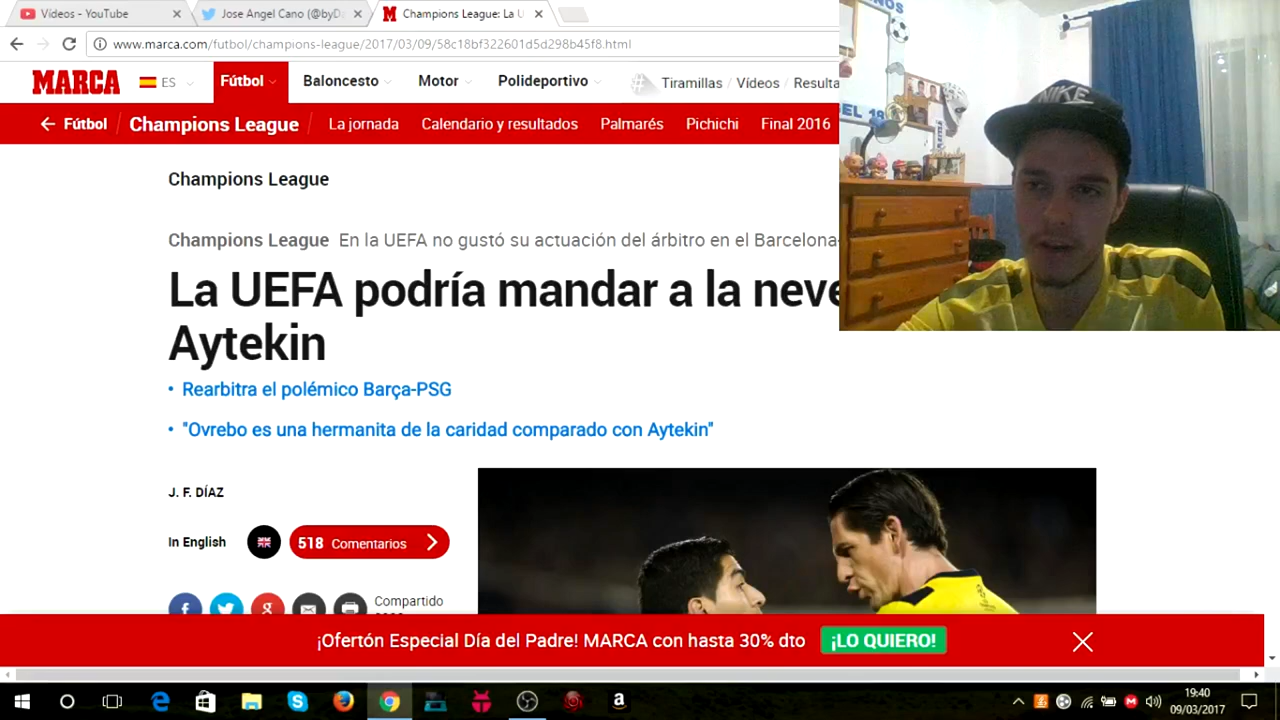 Vídeos - YouTube
Jose Angel Cano (@byDa
Champions League: La U
www.marca.com/futbol/champions-league/2017/03/09/58c18bf322601d5d298b45f8.html
MARCA ES Fútbol Baloncesto Motor Polideportivo # Tiramillas / Vídeos / Resulta
Fútbol / Champions League / La jornada Calendario y resultados Palmarés Pichichi Final 2016
NIKE
Champions League
Champions League En la UEFA no gustó su actuación del árbitro en el Barcelona-
La UEFA podría mandar a la neve
Aytekin
• Rearbitra el polémico Barça-PSG
• "Ovrebo es una hermanita de la caridad comparado con Aytekin"
J. F. DÍAZ
In English
518 Comentarios
Compartido
¡Ofertón Especial Día del Padre! MARCA con hasta 30% dto ¡LO QUIERO!
19:40
09/03/2017